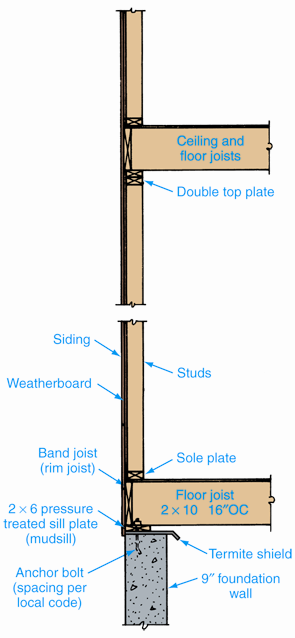 Ceiling and
floor joists
Double top plate
Siding
Studs
Weatherboard
Band joist
(rim joist)
Sole plate
Floor joist
2 × 10 16″OC
2 × 6 pressure
treated sill plate
(mudsill)
Termite shield
Anchor bolt
(spacing per
local code)
9″ foundation
wall